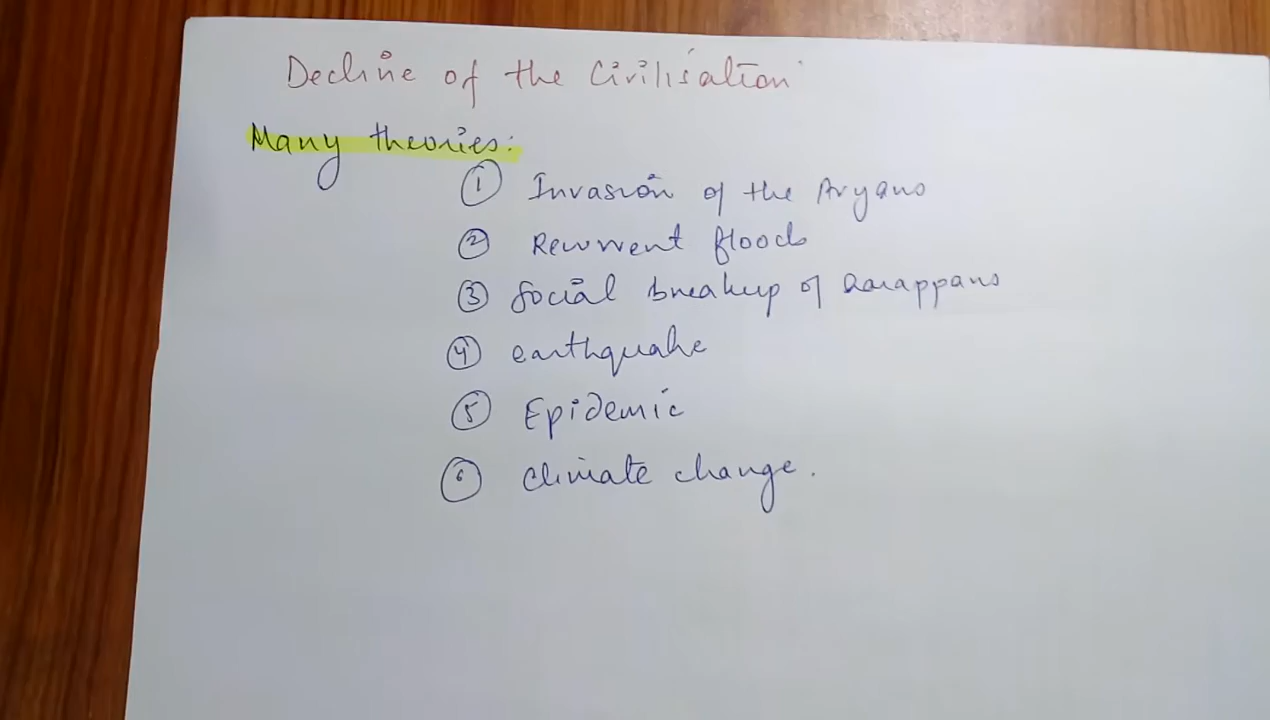 Decline of the Civilisation
Many theories:
① Invasion of the Aryans
② Recurrent floods
③ Social breakup of Harappans
④ earthquake
⑤ Epidemic
⑥ climate change.